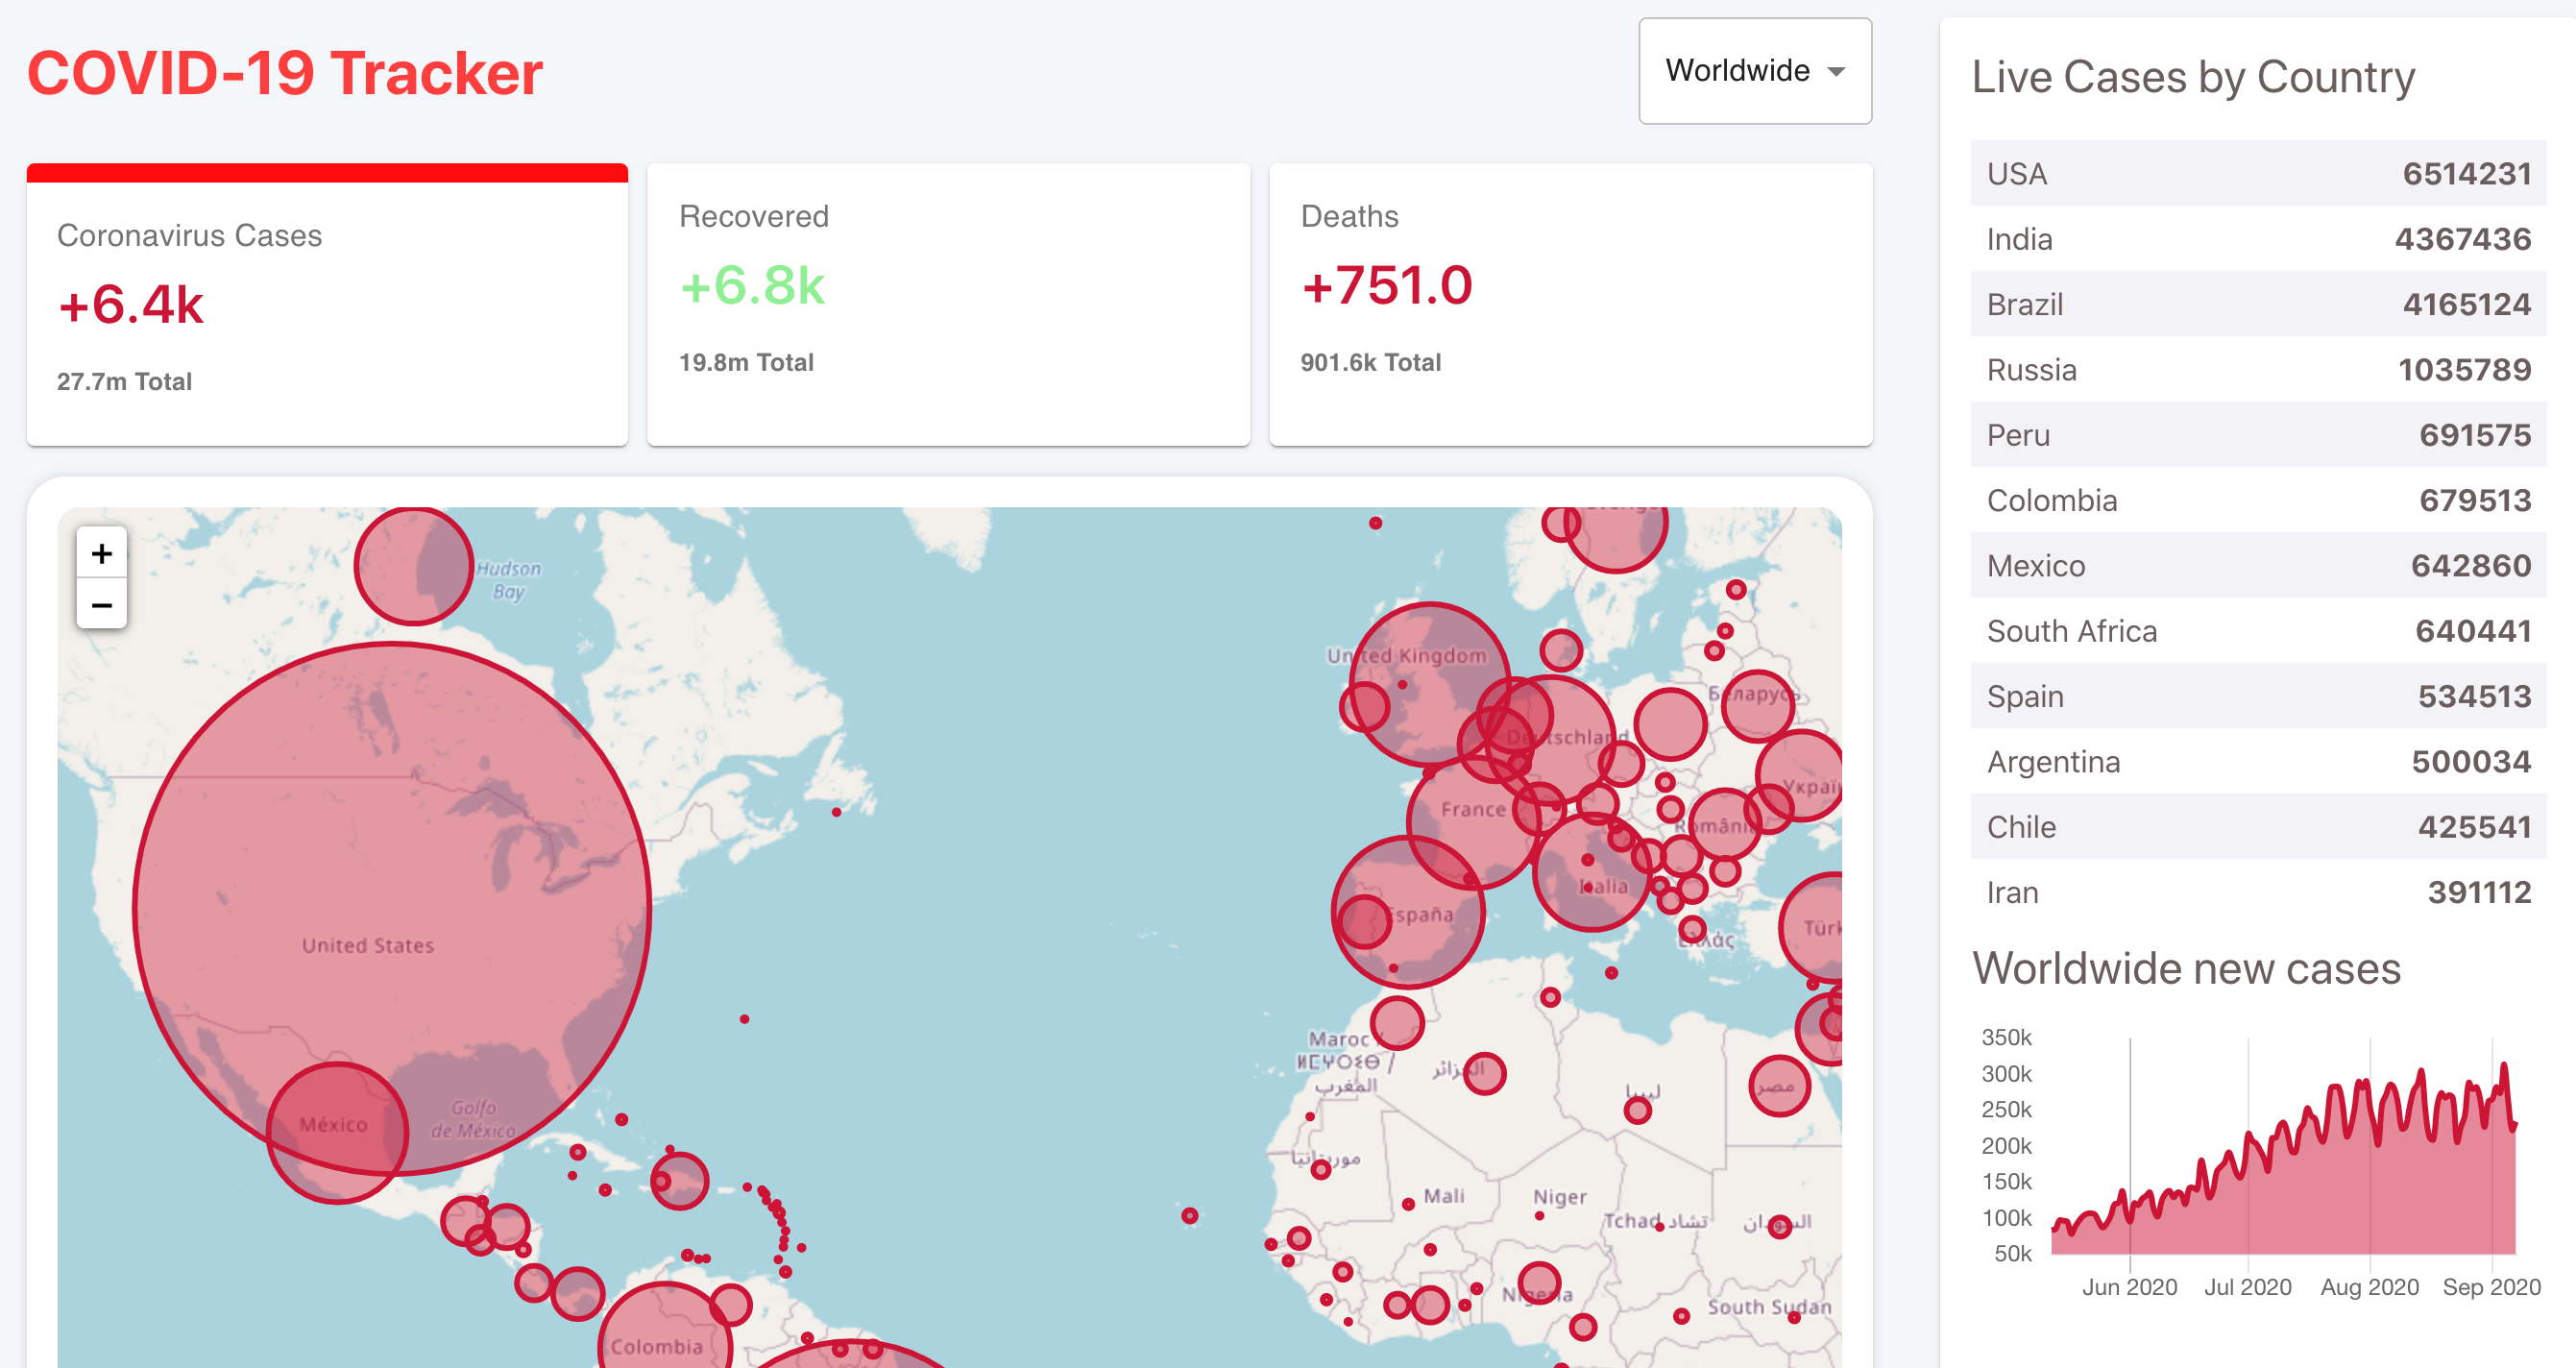 COVID-19 Tracker
Worldwide
Coronavirus Cases
+6.4k
27.7m Total
Recovered
+6.8k
19.8m Total
Deaths
+751.0
901.6k Total
+
−
Hudson
Bay
United States
México
Golfo
de México
Colombia
United Kingdom
Deutschland
Беларусь
France
România
Italia
España
Ελλάς
Maroc /
ⵍⵎⵖⵔⵉⴱ /
المغرب
الجزائر
ليبيا
مصر
موريتانيا
Mali
Niger
Tchad تشاد
السودان
Nigeria
South Sudan
Live Cases by Country
USA 6514231
India 4367436
Brazil 4165124
Russia 1035789
Peru 691575
Colombia 679513
Mexico 642860
South Africa 640441
Spain 534513
Argentina 500034
Chile 425541
Iran 391112
Worldwide new cases
350k
300k
250k
200k
150k
100k
50k
Jun 2020 Jul 2020 Aug 2020 Sep 2020